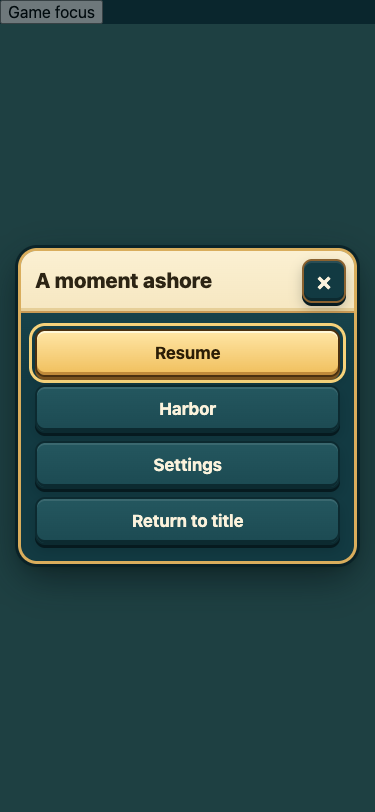 Game focus
A moment ashore
×
Resume
Harbor
Settings
Return to title